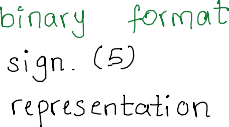 binary format
sign. (5)
representation